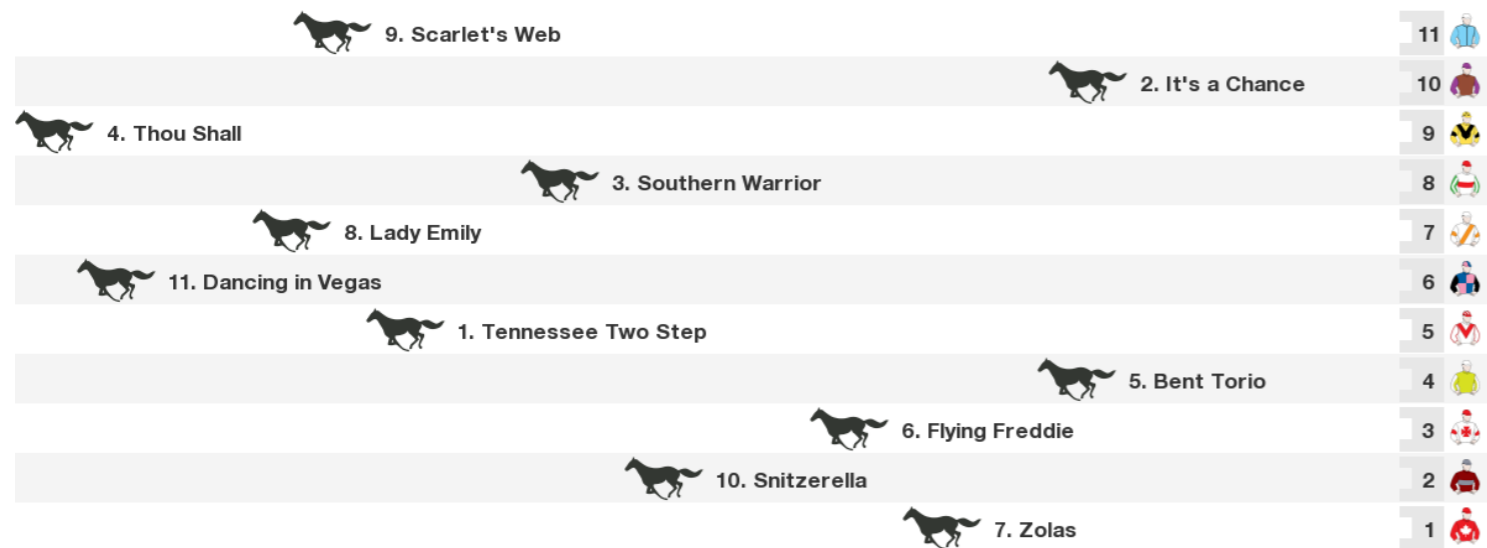 9. Scarlet's Web 11
2. It's a Chance 10
4. Thou Shall 9
3. Southern Warrior 8
8. Lady Emily 7
11. Dancing in Vegas 6
1. Tennessee Two Step 5
5. Bent Torio 4
6. Flying Freddie 3
10. Snitzerella 2
7. Zolas 1